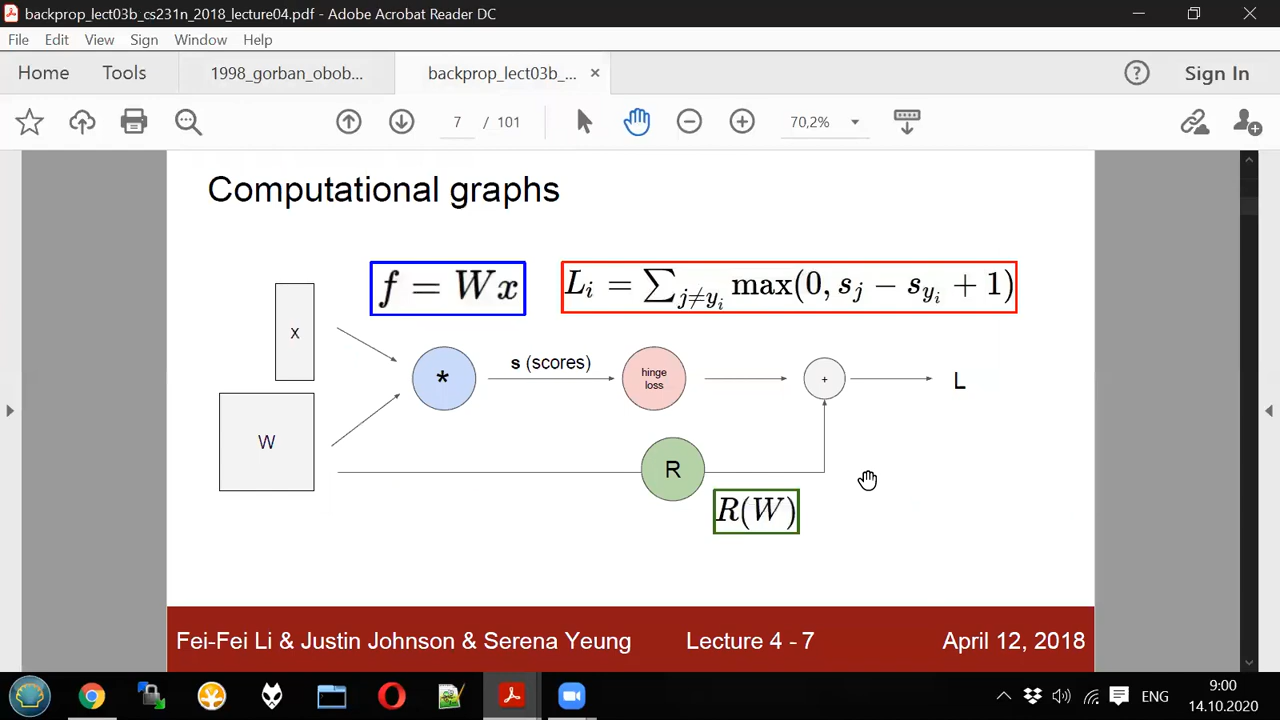 backprop_lect03b_cs231n_2018_lecture04.pdf - Adobe Acrobat Reader DC
File Edit View Sign Window Help
Home Tools 1998_gorban_obob... backprop_lect03b_... × Sign In
7 / 101 70,2%
Computational graphs
f = Wx
L_i = ∑_{j≠y_i} max(0, s_j − s_{y_i} + 1)
x
W
*
s (scores)
hinge
loss
+
L
R
R(W)
Fei-Fei Li & Justin Johnson & Serena Yeung Lecture 4 - 7 April 12, 2018
ENG
9:00
14.10.2020